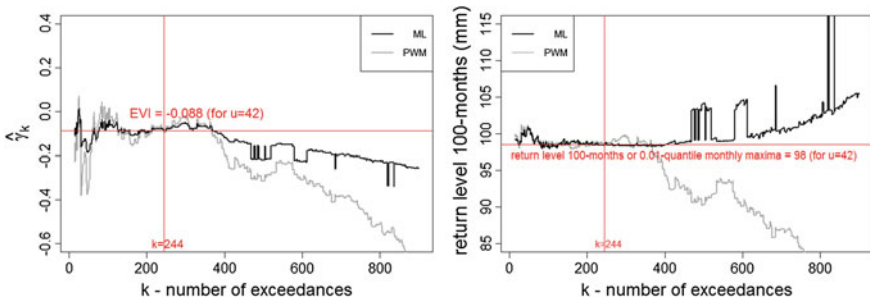 0.4
0.2
0.0
-0.2
-0.4
-0.6
γ̂k
ML
PWM
EVI = -0.088 (for u=42)
k=244
0 200 400 600 800
k - number of exceedances
115
110
105
100
95
90
85
return level 100-months (mm)
ML
PWM
return level 100-months or 0.01-quantile monthly maxima = 98 (for u=42)
k=244
0 200 400 600 800
k - number of exceedances